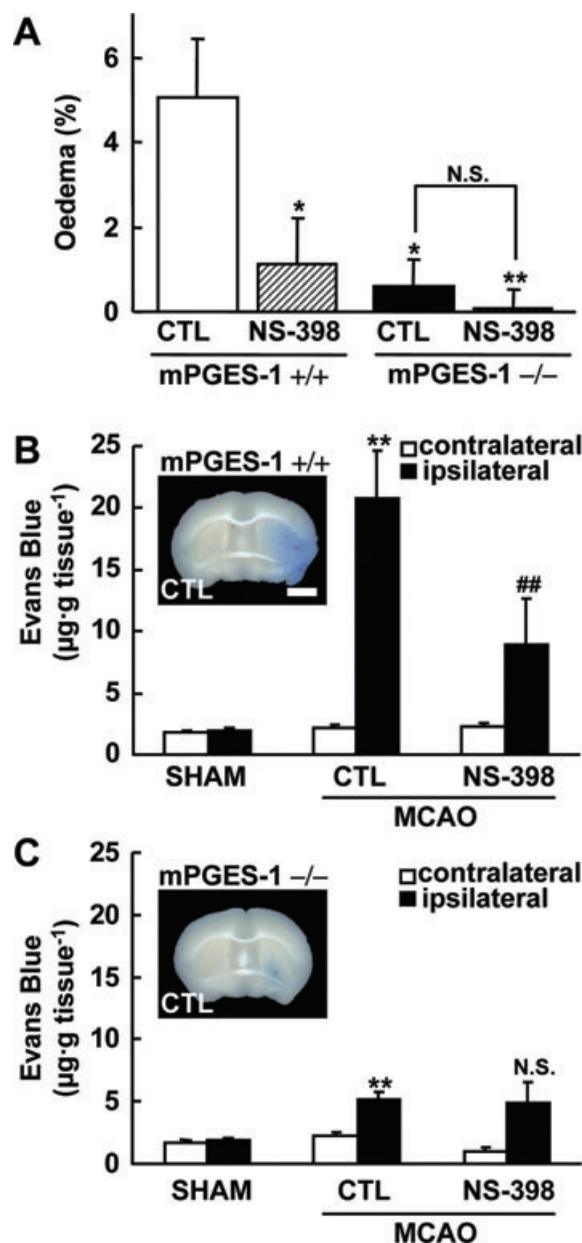 A
Oedema (%)
6
4
2
0
*
*
N.S.
**
CTL NS-398 CTL NS-398
mPGES-1 +/+ mPGES-1 –/–
B
Evans Blue
(µg·g tissue⁻¹)
25
20
15
10
5
0
mPGES-1 +/+
CTL
contralateral
ipsilateral
**
##
SHAM CTL NS-398
MCAO
C
Evans Blue
(µg·g tissue⁻¹)
25
20
15
10
5
0
mPGES-1 –/–
CTL
contralateral
ipsilateral
**
N.S.
SHAM CTL NS-398
MCAO